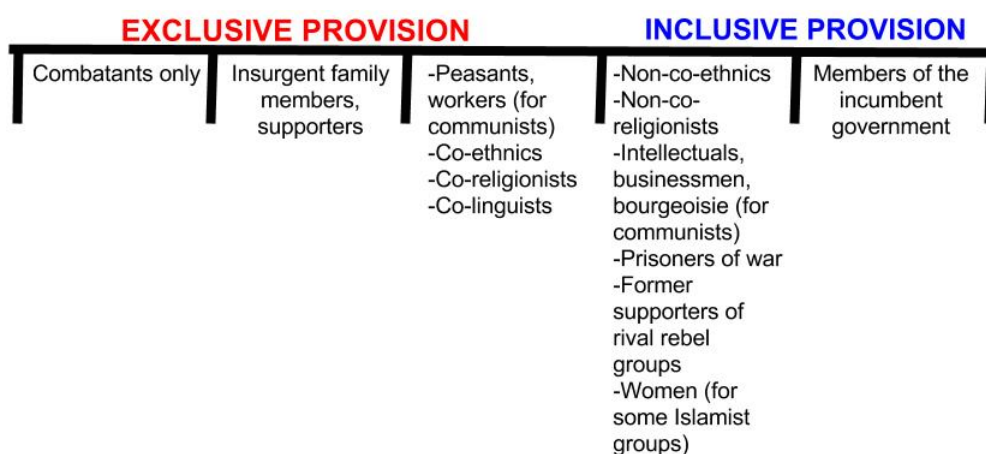 EXCLUSIVE PROVISION
INCLUSIVE PROVISION
Combatants only
Insurgent family
members,
supporters
-Peasants,
workers (for
communists)
-Co-ethnics
-Co-religionists
-Co-linguists
-Non-co-ethnics
-Non-co-
religionists
-Intellectuals,
businessmen,
bourgeoisie (for
communists)
-Prisoners of war
-Former
supporters of
rival rebel
groups
-Women (for
some Islamist
groups)
Members of the
incumbent
government